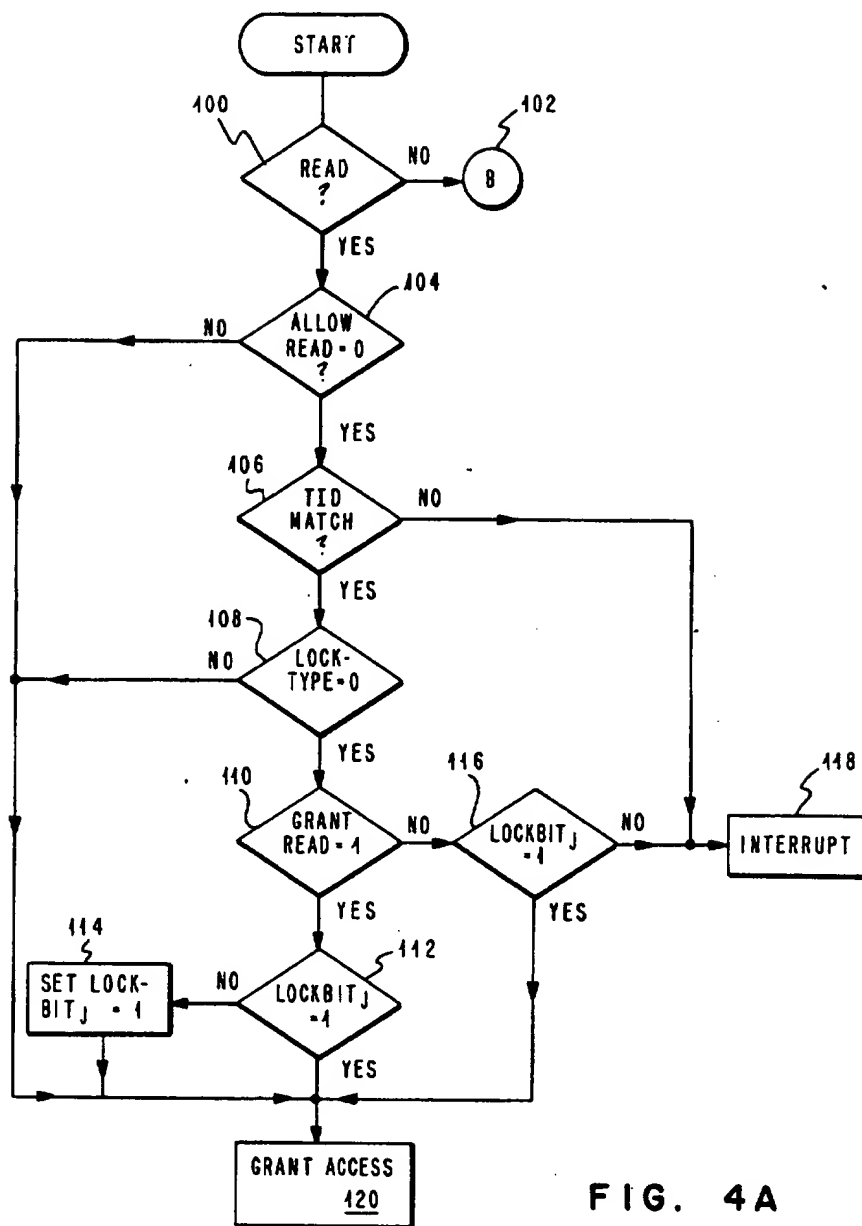 START
100
102
READ
?
NO
B
YES
104
NO
ALLOW
READ = 0
?
YES
106
TID
MATCH
?
NO
YES
108
NO
LOCK-
TYPE = 0
YES
110
116
118
GRANT
READ = 1
NO
LOCKBIT J
= 1
NO
INTERRUPT
YES
YES
114
112
SET LOCK-
BIT J = 1
NO
LOCKBIT J
= 1
YES
GRANT ACCESS
120
FIG. 4A